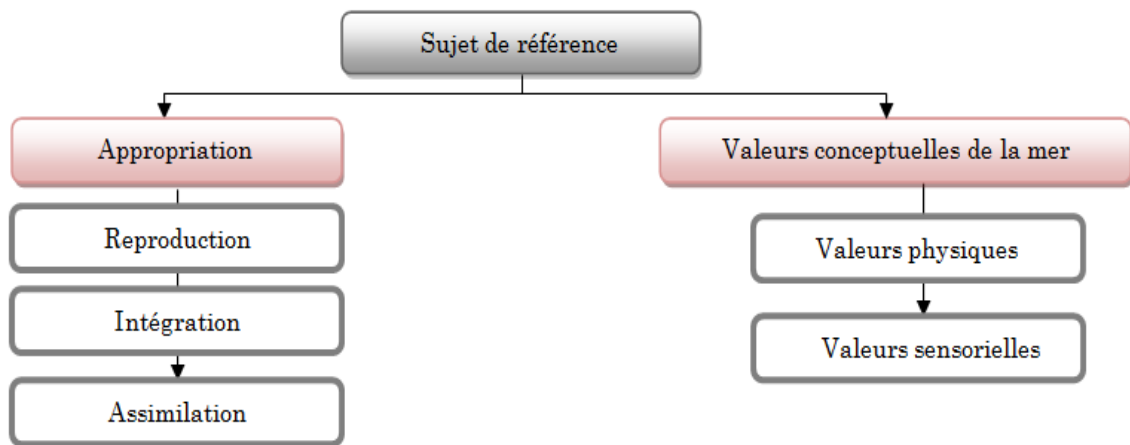 Sujet de référence
Appropriation
Valeurs conceptuelles de la mer
Reproduction
Valeurs physiques
Intégration
Valeurs sensorielles
Assimilation